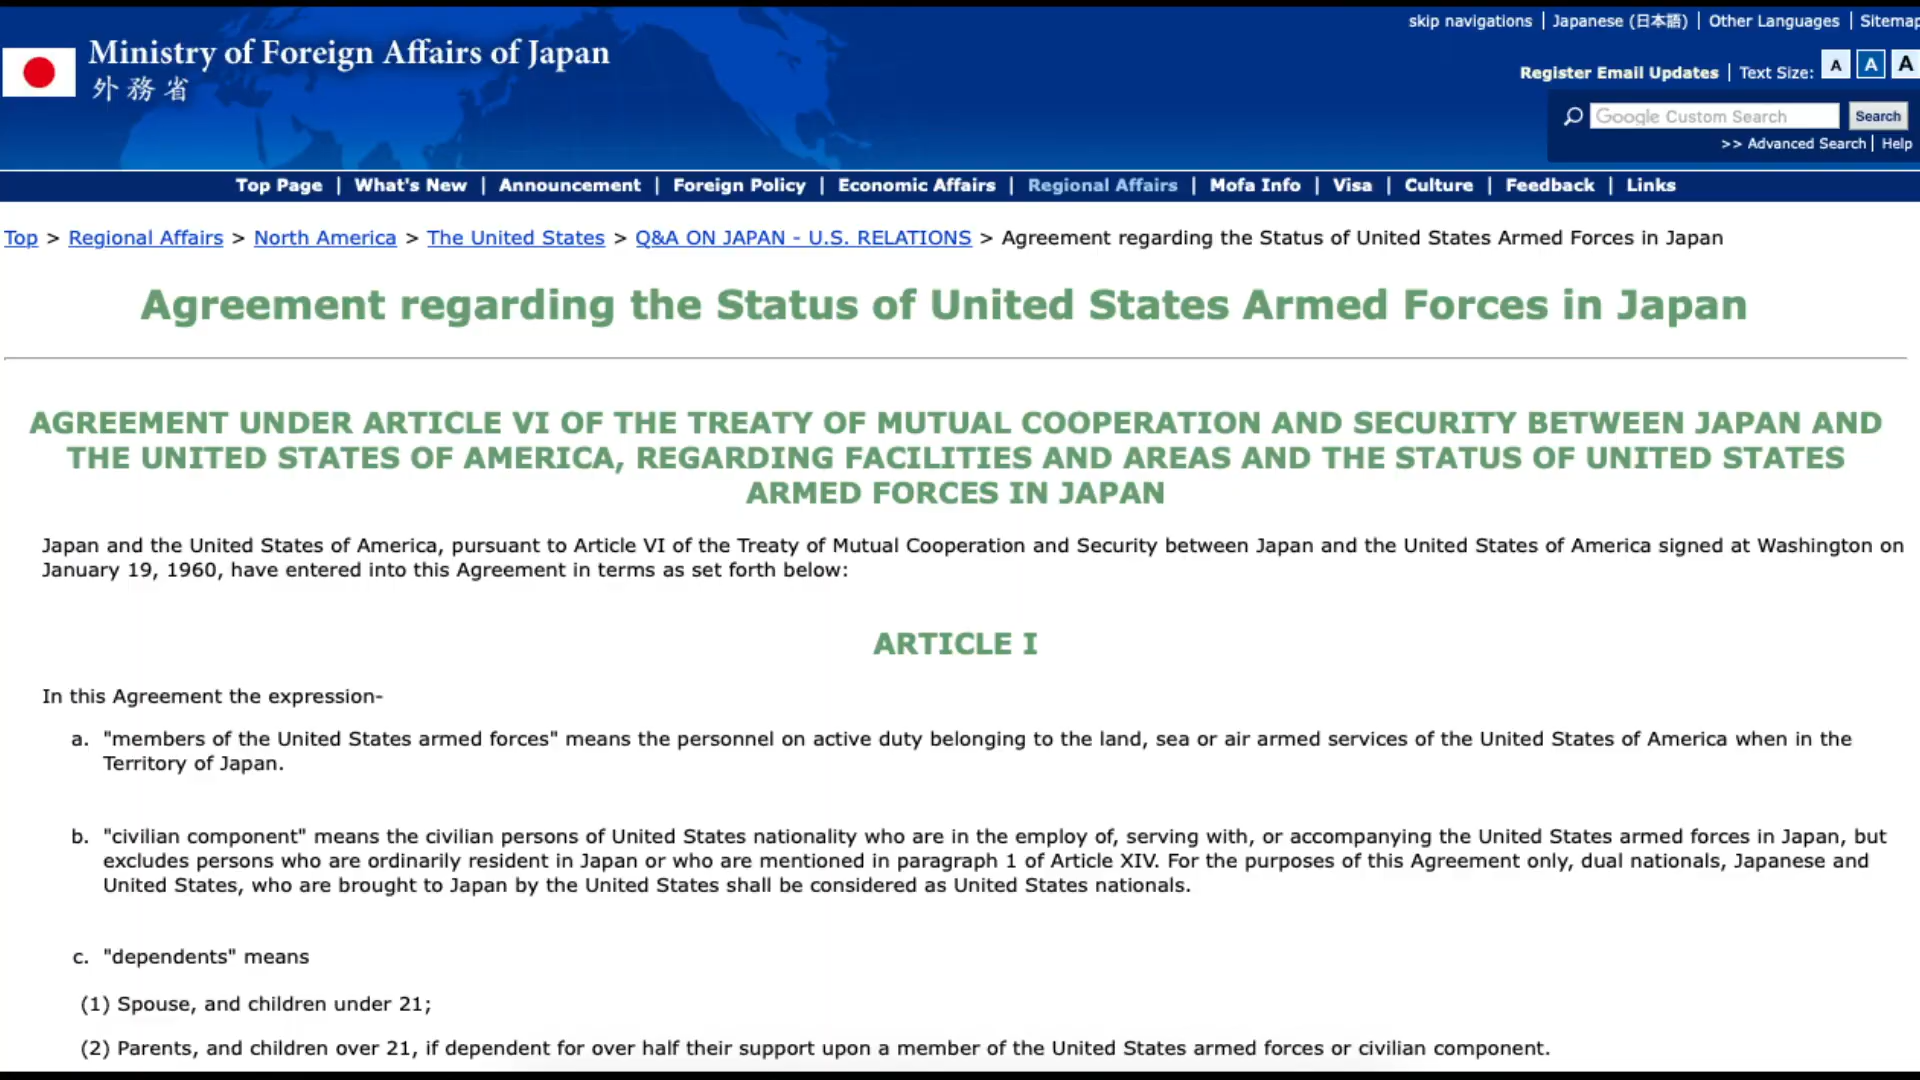 skip navigations | Japanese (日本語) | Other Languages | Sitemap
Ministry of Foreign Affairs of Japan
外務省
Register Email Updates | Text Size: A A A
Google Custom Search Search
>> Advanced Search | Help
Top Page | What's New | Announcement | Foreign Policy | Economic Affairs | Regional Affairs | Mofa Info | Visa | Culture | Feedback | Links
Top > Regional Affairs > North America > The United States > Q&A ON JAPAN - U.S. RELATIONS > Agreement regarding the Status of United States Armed Forces in Japan
Agreement regarding the Status of United States Armed Forces in Japan
AGREEMENT UNDER ARTICLE VI OF THE TREATY OF MUTUAL COOPERATION AND SECURITY BETWEEN JAPAN AND
THE UNITED STATES OF AMERICA, REGARDING FACILITIES AND AREAS AND THE STATUS OF UNITED STATES
ARMED FORCES IN JAPAN
Japan and the United States of America, pursuant to Article VI of the Treaty of Mutual Cooperation and Security between Japan and the United States of America signed at Washington on
January 19, 1960, have entered into this Agreement in terms as set forth below:
ARTICLE I
In this Agreement the expression-
a. "members of the United States armed forces" means the personnel on active duty belonging to the land, sea or air armed services of the United States of America when in the
Territory of Japan.
b. "civilian component" means the civilian persons of United States nationality who are in the employ of, serving with, or accompanying the United States armed forces in Japan, but
excludes persons who are ordinarily resident in Japan or who are mentioned in paragraph 1 of Article XIV. For the purposes of this Agreement only, dual nationals, Japanese and
United States, who are brought to Japan by the United States shall be considered as United States nationals.
c. "dependents" means
(1) Spouse, and children under 21;
(2) Parents, and children over 21, if dependent for over half their support upon a member of the United States armed forces or civilian component.